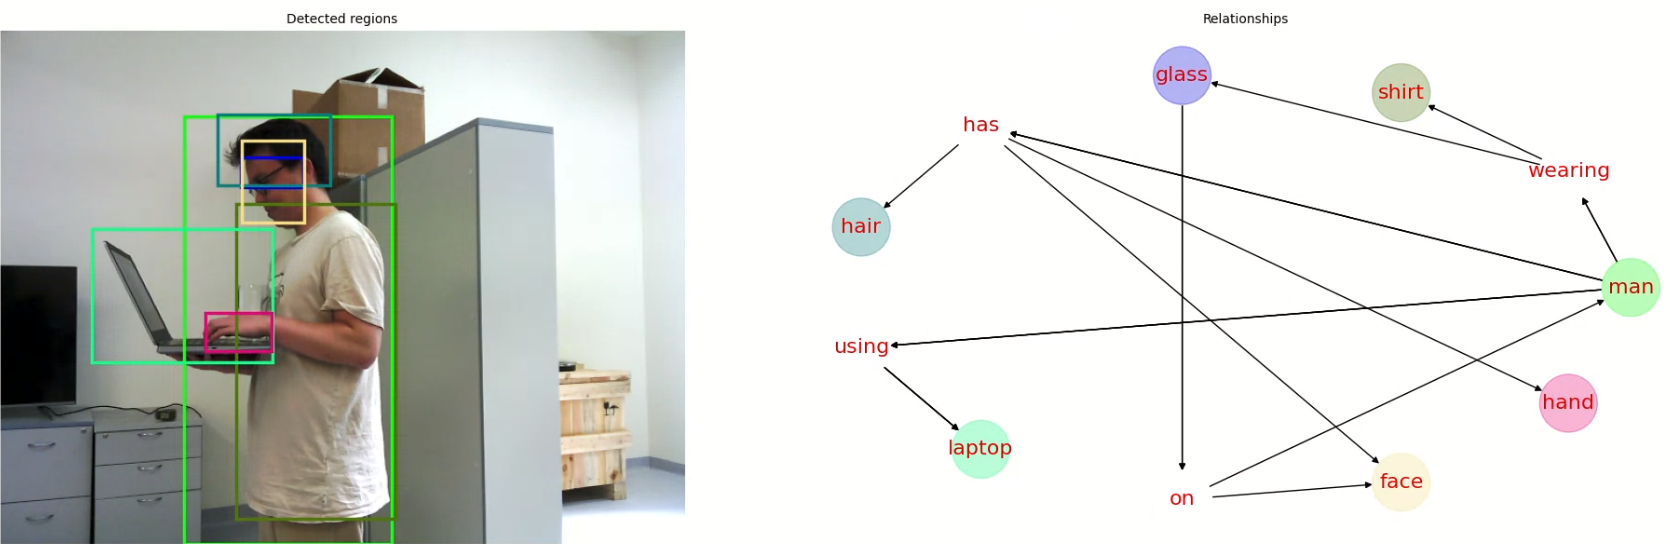 Detected regions
Relationships
glass
shirt
has
wearing
hair
man
using
hand
laptop
face
on